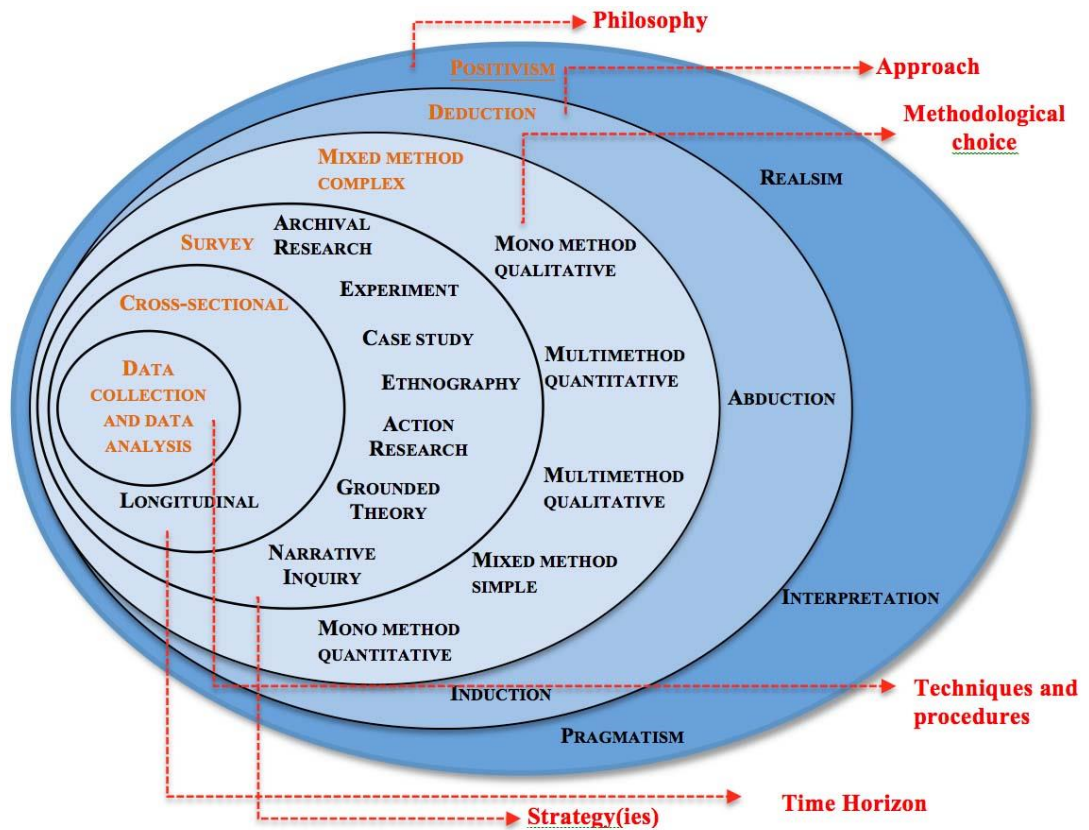 Philosophy
POSITIVISM
Approach
DEDUCTION
Methodological
choice
MIXED METHOD
COMPLEX
REALSIM
ARCHIVAL
RESEARCH
SURVEY
MONO METHOD
QUALITATIVE
EXPERIMENT
CROSS-SECTIONAL
CASE STUDY
MULTIMETHOD
QUANTITATIVE
DATA
COLLECTION
AND DATA
ANALYSIS
ETHNOGRAPHY
ABDUCTION
ACTION
RESEARCH
MULTIMETHOD
QUALITATIVE
LONGITUDINAL
GROUNDED
THEORY
NARRATIVE
INQUIRY
MIXED METHOD
SIMPLE
INTERPRETATION
MONO METHOD
QUANTITATIVE
INDUCTION
Techniques and
procedures
PRAGMATISM
Time Horizon
Strategy(ies)